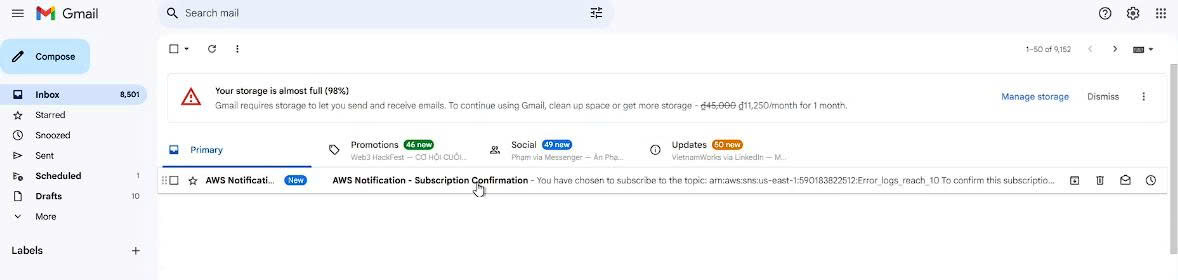 Gmail
Search mail
Compose
1–50 of 9,152
Your storage is almost full (98%)
Gmail requires storage to let you send and receive emails. To continue using Gmail, clean up space or get more storage - ₫45,000 ₫11,250/month for 1 month.
Manage storage
Dismiss
Inbox 8,501
Starred
Snoozed
Sent
Scheduled 1
Drafts 10
More
Labels
Primary
Promotions 46 new
Web3 HackFest — CƠ HỘI CUỐI...
Social 49 new
Pham via Messenger — An Pha...
Updates 60 new
VietnamWorks via LinkedIn — M...
AWS Notificati... New AWS Notification - Subscription Confirmation - You have chosen to subscribe to the topic: arn:aws:sns:us-east-1:590183822512:Error_logs_reach_10 To confirm this subscriptio...